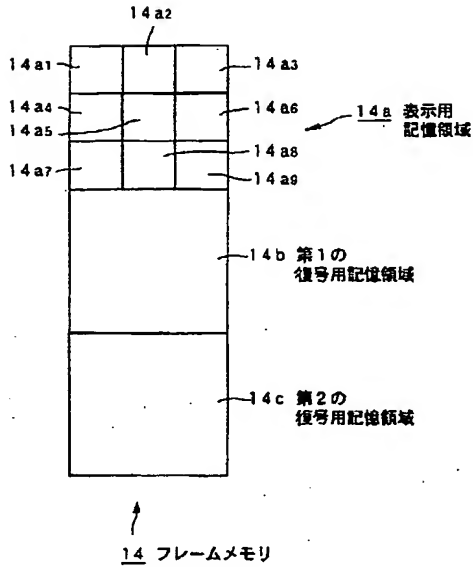 14a2
14a1
14a3
14a4
14a6
14a5
14a 表示用
記憶領域
14a8
14a7
14a9
14b 第1の
復号用記憶領域
14c 第2の
復号用記憶領域
14 フレームメモリ